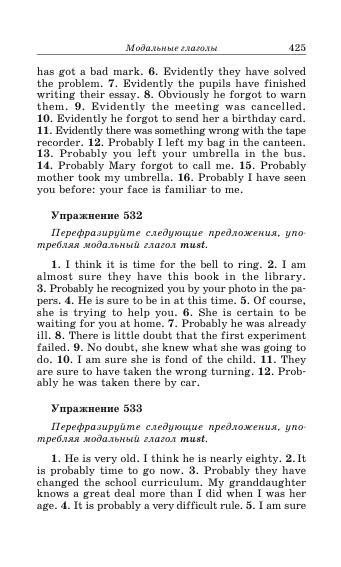 Модальные глаголы 425
has got a bad mark. 6. Evidently they have solved
the problem. 7. Evidently the pupils have finished
writing their essay. 8. Obviously he forgot to warn
them. 9. Evidently the meeting was cancelled.
10. Evidently he forgot to send her a birthday card.
11. Evidently there was something wrong with the tape
recorder. 12. Probably I left my bag in the canteen.
13. Probably you left your umbrella in the bus.
14. Probably Mary forgot to call me. 15. Probably
mother took my umbrella. 16. Probably I have seen
you before: your face is familiar to me.
Упражнение 532
Перефразируйте следующие предложения, упо-
требляя модальный глагол must.
1. I think it is time for the bell to ring. 2. I am
almost sure they have this book in the library.
3. Probably he recognized you by your photo in the pa-
pers. 4. He is sure to be in at this time. 5. Of course,
she is trying to help you. 6. She is certain to be
waiting for you at home. 7. Probably he was already
ill. 8. There is little doubt that the first experiment
failed. 9. No doubt, she knew what she was going to
do. 10. I am sure she is fond of the child. 11. They
are sure to have taken the wrong turning. 12. Prob-
ably he was taken there by car.
Упражнение 533
Перефразируйте следующие предложения, упо-
требляя модальный глагол must.
1. He is very old. I think he is nearly eighty. 2. It
is probably time to go now. 3. Probably they have
changed the school curriculum. My granddaughter
knows a great deal more than I did when I was her
age. 4. It is probably a very difficult rule. 5. I am sure